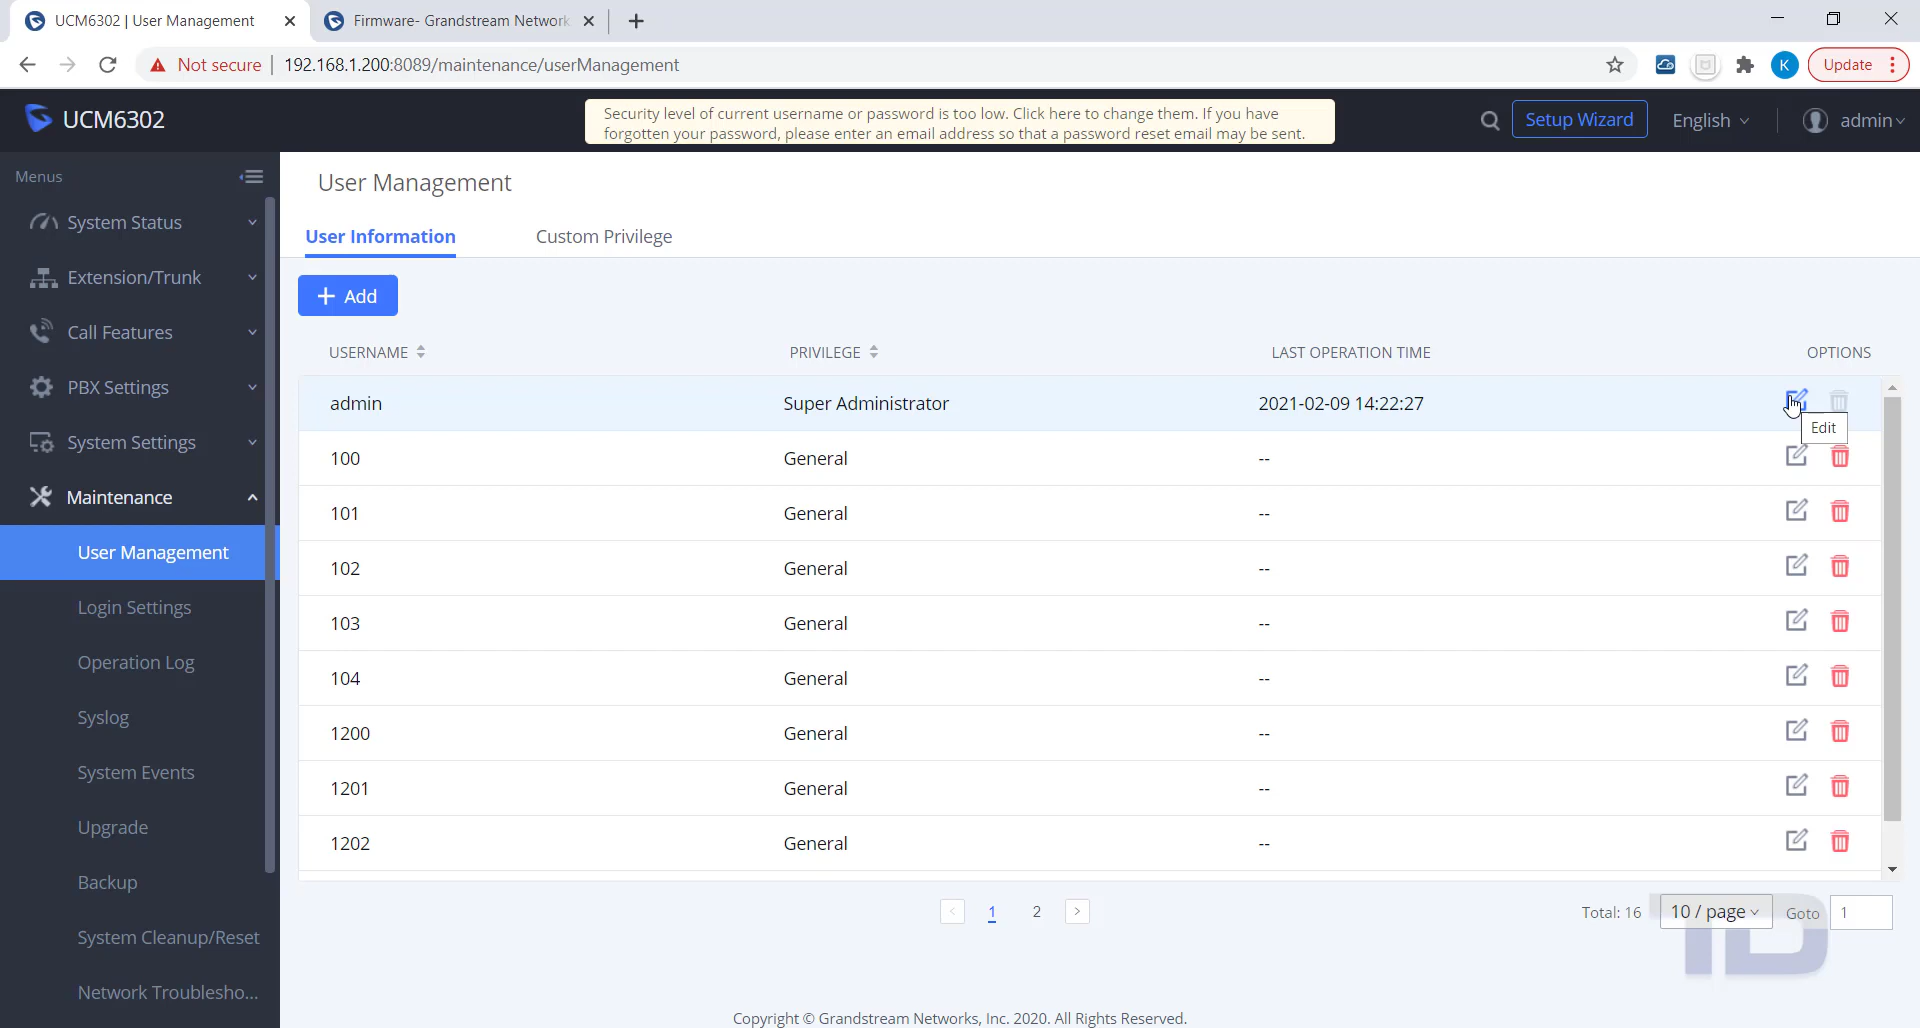 UCM6302 | User Management
Firmware- Grandstream Network
Not secure
192.168.1.200:8089/maintenance/userManagement
K
Update
UCM6302
Security level of current username or password is too low. Click here to change them. If you have
forgotten your password, please enter an email address so that a password reset email may be sent.
Setup Wizard
English
admin
Menus
System Status
Extension/Trunk
Call Features
PBX Settings
System Settings
Maintenance
User Management
Login Settings
Operation Log
Syslog
System Events
Upgrade
Backup
System Cleanup/Reset
Network Troublesho...
User Management
User Information
Custom Privilege
+ Add
USERNAME PRIVILEGE LAST OPERATION TIME OPTIONS
admin Super Administrator 2021-02-09 14:22:27
Edit
100 General --
101 General --
102 General --
103 General --
104 General --
1200 General --
1201 General --
1202 General --
< 1 2 >
Total: 16 10 / page Goto 1
ID
Copyright © Grandstream Networks, Inc. 2020. All Rights Reserved.